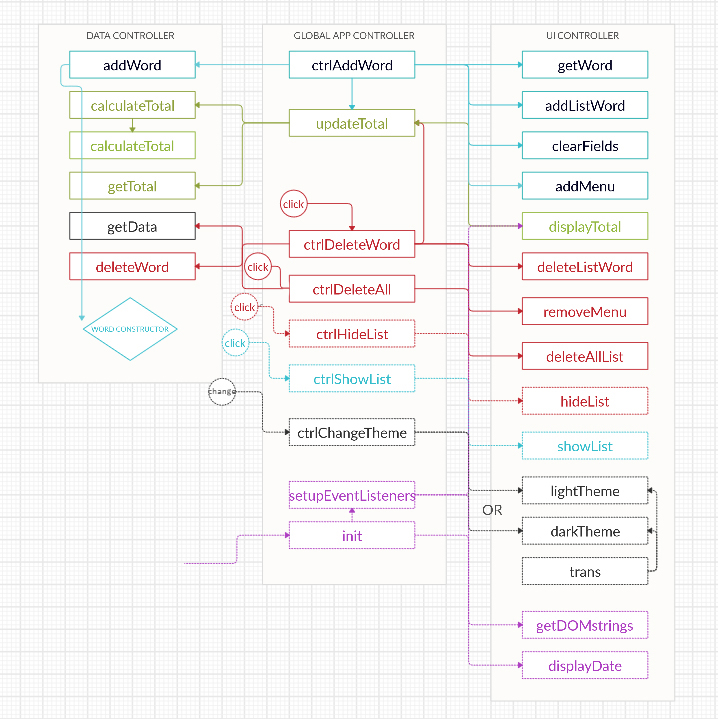 DATA CONTROLLER
addWord
calculateTotal
calculateTotal
getTotal
getData
deleteWord
WORD CONSTRUCTOR
GLOBAL APP CONTROLLER
ctrlAddWord
updateTotal
click
ctrlDeleteWord
click
ctrlDeleteAll
click
ctrlHideList
click
ctrlShowList
change
ctrlChangeTheme
setupEventListeners
init
UI CONTROLLER
getWord
addListWord
clearFields
addMenu
displayTotal
deleteListWord
removeMenu
deleteAllList
hideList
showList
lightTheme
OR
darkTheme
trans
getDOMstrings
displayDate